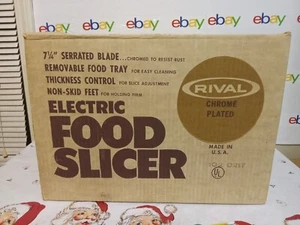 ebay ebay ebay ebay
7¼" SERRATED BLADE...CHROMED TO RESIST RUST
REMOVABLE FOOD TRAY FOR EASY CLEANING
THICKNESS CONTROL FOR SLICE ADJUSTMENT
NON-SKID FEET FOR HOLDING FIRM
ELECTRIC
FOOD
SLICER
RIVAL
CHROME
PLATED
MADE IN
U.S.A.
UL
ebay
ebay